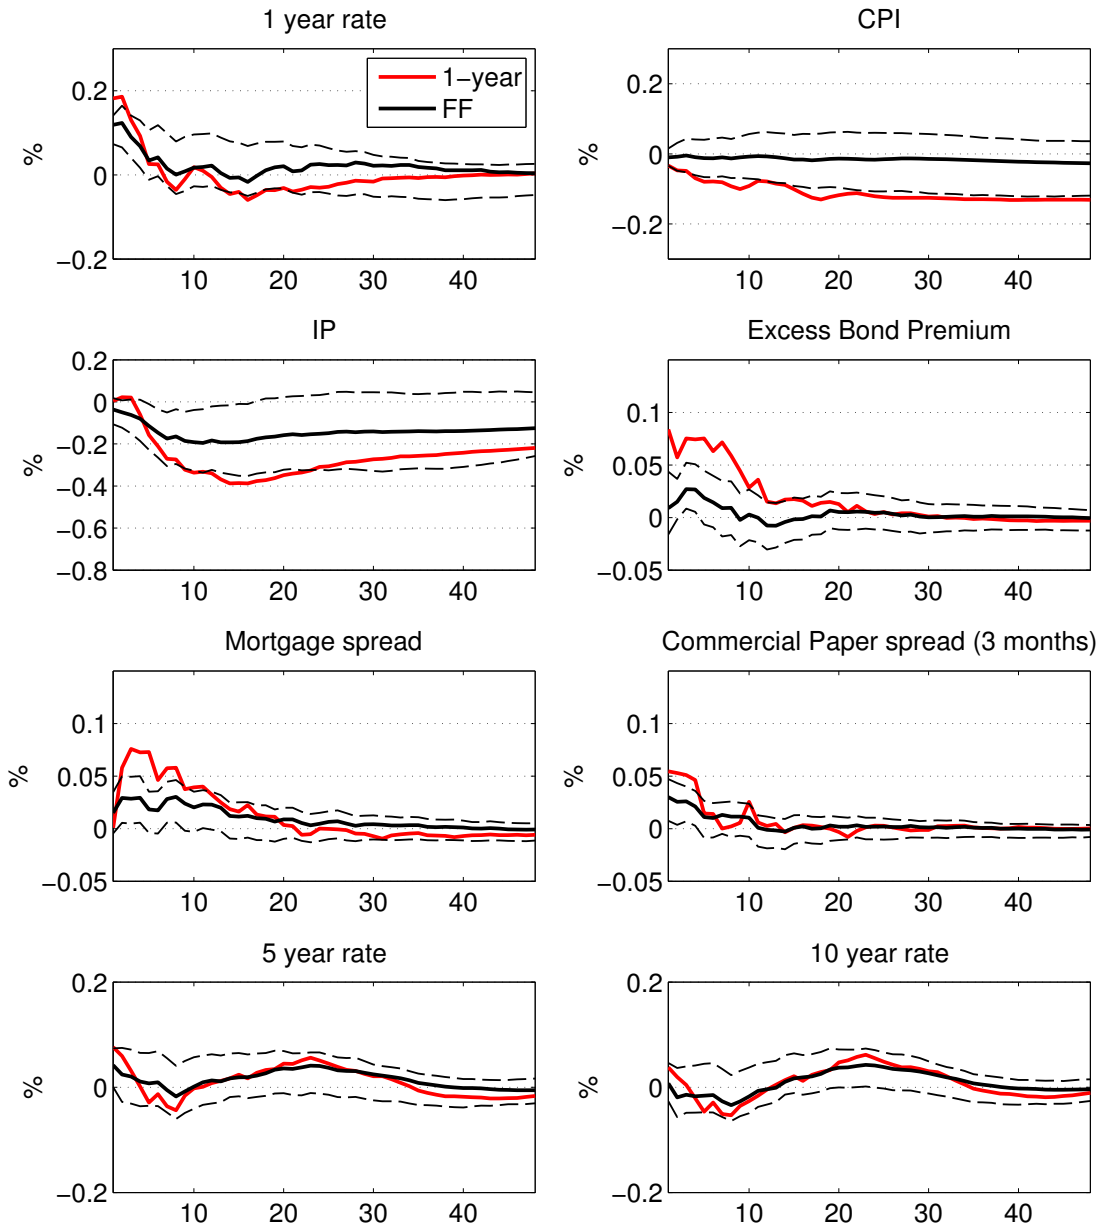 1 year rate
CPI
%
0.2
0
−0.2
1−year
FF
10 20 30 40
%
0.2
0
−0.2
10 20 30 40
IP
Excess Bond Premium
%
0.2
0
−0.2
−0.4
−0.6
−0.8
10 20 30 40
%
0.1
0.05
0
−0.05
10 20 30 40
Mortgage spread
Commercial Paper spread (3 months)
%
0.1
0.05
0
−0.05
10 20 30 40
%
0.1
0.05
0
−0.05
10 20 30 40
5 year rate
10 year rate
%
0.2
0
−0.2
10 20 30 40
%
0.2
0
−0.2
10 20 30 40